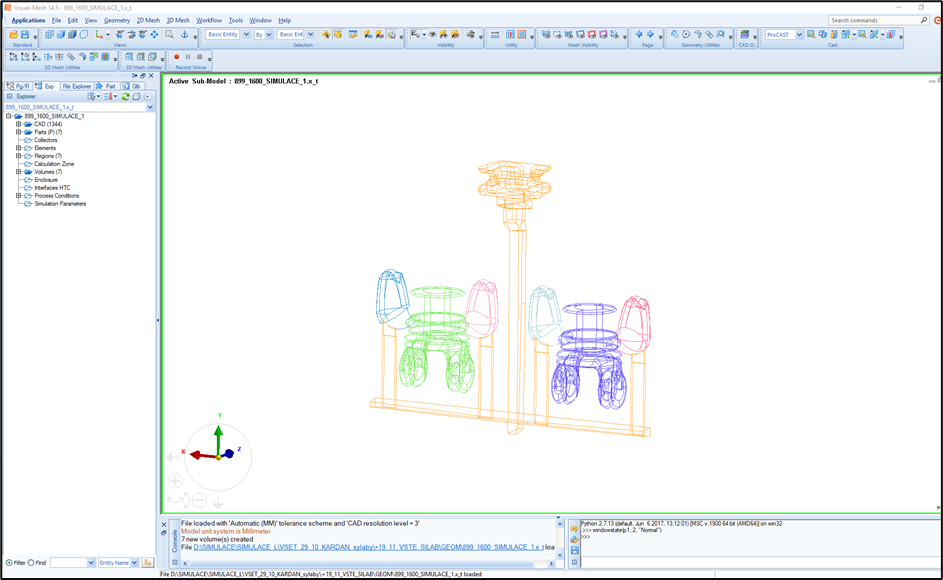 Visual-Mesh 14.5 - 899_1600_SIMULACE_1.x_t
Applications File Edit View Geometry 2D Mesh 3D Mesh Workflow Tools Window Help
Search commands
Basic Entity By Basic Ent ProCAST
Standard Views Selection Visibility Utility Mesh Visibility Page Geometry Utilities CAD C Cast
2D Mesh Utilities 3D Mesh Utilities Record Movie
Exp File Explorer Part Glb
Explorer
899_1600_SIMULACE_1.x_t
899_1600_SIMULACE_1
CAD (1344)
Parts (P) (7)
Collectors
Elements
Regions (7)
Calculation Zone
Volumes (7)
Enclosure
Interfaces HTC
Process Conditions
Simulation Parameters
Active Sub-Model : 899_1600_SIMULACE_1.x_t
Y
X
Z
Console
File loaded with 'Automatic (MM)' tolerance scheme and 'CAD resolution level = 3'
Model unit system is Millimeter
7 new volume(s) created
File D:\SIMULACE\SIMULACE_L\VSET_29_10_KARDAN_sylaby\+19_11_VSTE_SILAB\GEOM\899_1600_SIMULACE_1.x_t loa
Python 2.7.13 (default, Jun 6 2017, 13:12:01) [MSC v.1900 64 bit (AMD64)] on win32
>>> windowstate(p1, 2, "Normal")
>>>
Filter Find Entity Name
File D:\SIMULACE\SIMULACE_L\VSET_29_10_KARDAN_sylaby\+19_11_VSTE_SILAB\GEOM\899_1600_SIMULACE_1.x_t loaded